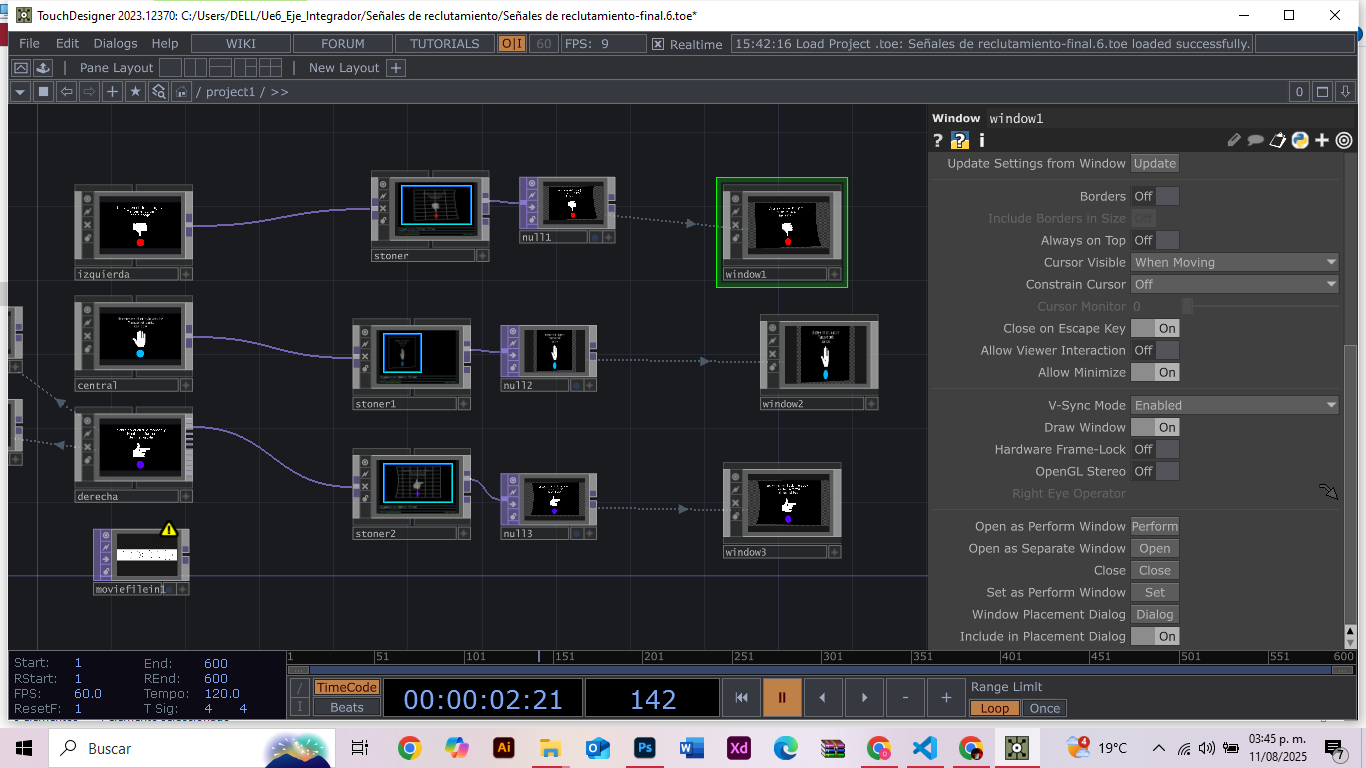 TouchDesigner 2023.12370: C:/Users/DELL/Ue6_Eje_Integrador/Señales de reclutamiento/Señales de reclutamiento-final.6.toe*
File Edit Dialogs Help WIKI FORUM TUTORIALS O|I 60 FPS: 9 Realtime 15:42:16 Load Project .toe: Señales de reclutamiento-final.6.toe loaded successfully.
Pane Layout New Layout +
/ project1 / >> 0
Window window1
? ? i
Update Settings from Window Update
Borders Off
Include Borders in Size Off
Always on Top Off
Cursor Visible When Moving
Constrain Cursor Off
Cursor Monitor 0
Close on Escape Key On
Allow Viewer Interaction Off
Allow Minimize On
V-Sync Mode Enabled
Draw Window On
Hardware Frame-Lock Off
OpenGL Stereo Off
Right Eye Operator
Open as Perform Window Perform
Open as Separate Window Open
Close Close
Set as Perform Window Set
Window Placement Dialog Dialog
Include in Placement Dialog On
izquierda
stoner
null1
window1
central
stoner1
null2
window2
derecha
stoner2
null3
window3
moviefilein1
1 51 101 151 201 251 301 351 401 451 501 551 600
Start: 1 End: 600
RStart: 1 REnd: 600
FPS: 60.0 Tempo: 120.0
ResetF: 1 T Sig: 4 4
TimeCode
Beats
00:00:02:21
142
Range Limit
Loop Once
Buscar
19°C
03:45 p. m.
11/08/2025
7